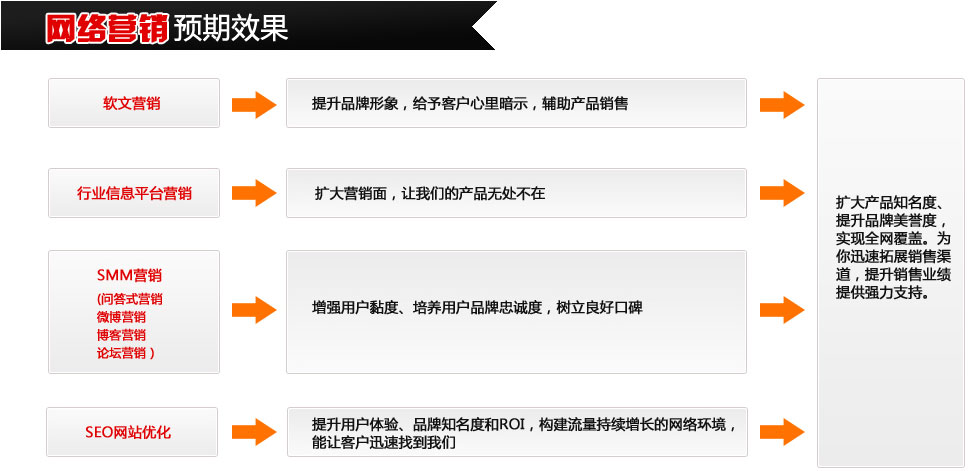 网络营销预期效果
软文营销
提升品牌形象，给予客户心里暗示，辅助产品销售
行业信息平台营销
扩大营销面，让我们的产品无处不在
SMM营销
(问答式营销
微博营销
博客营销
论坛营销）
增强用户黏度、培养用户品牌忠诚度，树立良好口碑
SEO网站优化
提升用户体验、品牌知名度和ROI，构建流量持续增长的网络环境，
能让客户迅速找到我们
扩大产品知名度、
提升品牌美誉度，
实现全网覆盖。为
你迅速拓展销售渠
道，提升销售业绩
提供强力支持。